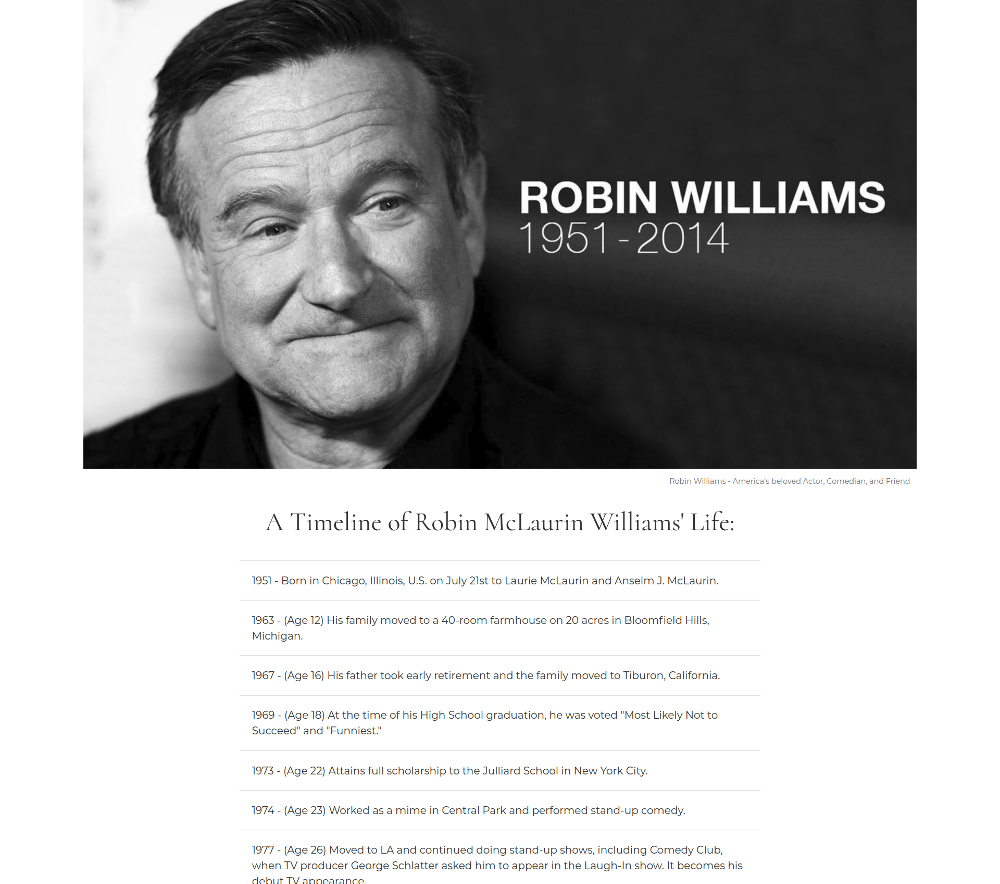 ROBIN WILLIAMS
1951-2014
Robin Williams - America's beloved Actor, Comedian, and Friend
A Timeline of Robin McLaurin Williams' Life:
1951 - Born in Chicago, Illinois, U.S. on July 21st to Laurie McLaurin and Anselm J. McLaurin.
1963 - (Age 12) His family moved to a 40-room farmhouse on 20 acres in Bloomfield Hills,
Michigan.
1967 - (Age 16) His father took early retirement and the family moved to Tiburon, California.
1969 - (Age 18) At the time of his High School graduation, he was voted "Most Likely Not to
Succeed" and "Funniest."
1973 - (Age 22) Attains full scholarship to the Julliard School in New York City.
1974 - (Age 23) Worked as a mime in Central Park and performed stand-up comedy.
1977 - (Age 26) Moved to LA and continued doing stand-up shows, including Comedy Club,
when TV producer George Schlatter asked him to appear in the Laugh-In show. It becomes his
debut TV appearance.